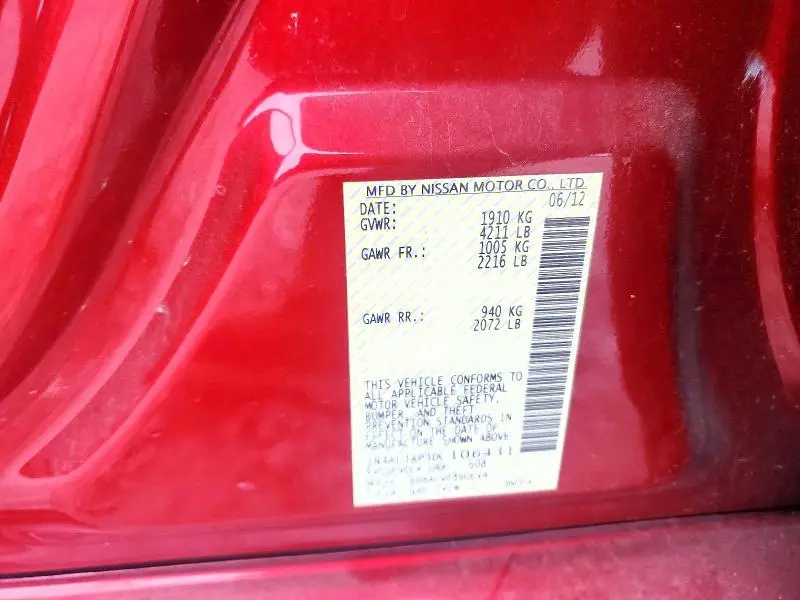 MFD BY NISSAN MOTOR CO., LTD.
DATE: 06/12
GVWR: 1910 KG
4211 LB
GAWR FR.: 1005 KG
2216 LB
GAWR RR.: 940 KG
2072 LB
THIS VEHICLE CONFORMS TO
ALL APPLICABLE FEDERAL
MOTOR VEHICLE SAFETY,
BUMPER, AND THEFT
PREVENTION STANDARDS IN
EFFECT ON THE DATE OF
MANUFACTURE SHOWN ABOVE